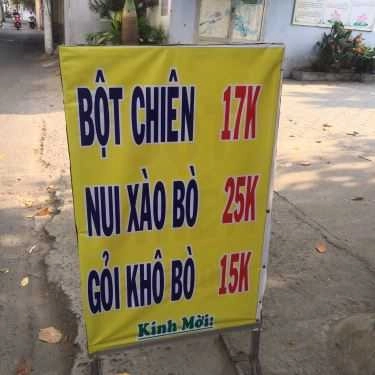 BỘT CHIÊN 17K
NUI XÀO BÒ 25K
GỎI KHÔ BÒ 15K
Kính Mời: